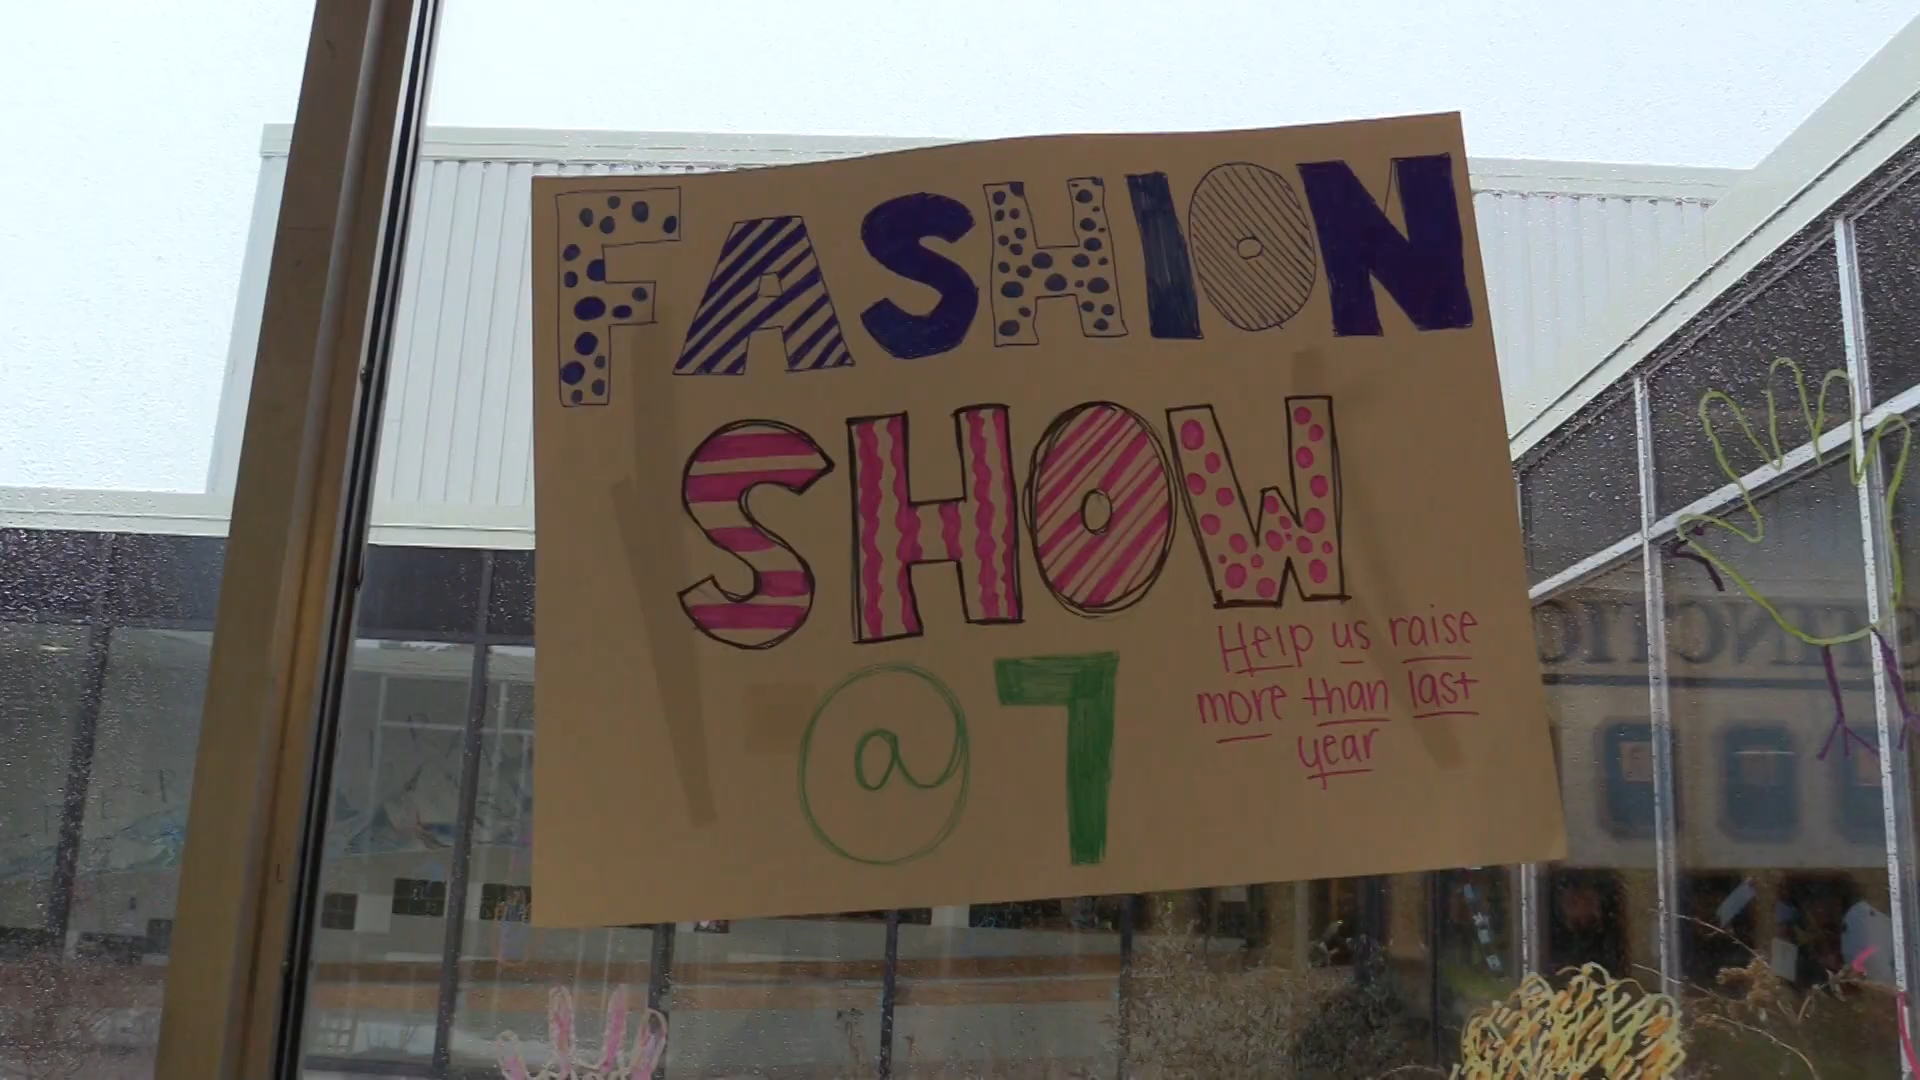 FASHION
SHOW
@7
Help us raise
more than last
year